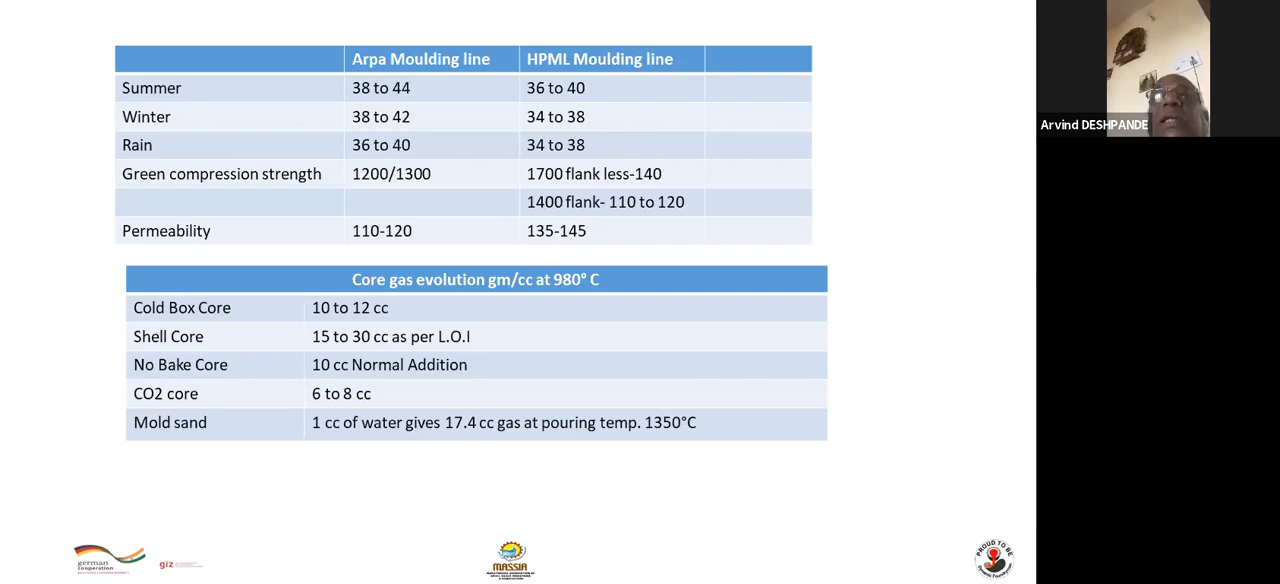 Arpa Moulding line HPML Moulding line
Summer 38 to 44 36 to 40
Winter 38 to 42 34 to 38
Rain 36 to 40 34 to 38
Green compression strength 1200/1300 1700 flank less-140
1400 flank- 110 to 120
Permeability 110-120 135-145
Core gas evolution gm/cc at 980° C
Cold Box Core 10 to 12 cc
Shell Core 15 to 30 cc as per L.O.I
No Bake Core 10 cc Normal Addition
CO2 core 6 to 8 cc
Mold sand 1 cc of water gives 17.4 cc gas at pouring temp. 1350°C
Arvind DESHPANDE
german
cooperation
giz
MASSIA
PROUD TO BE